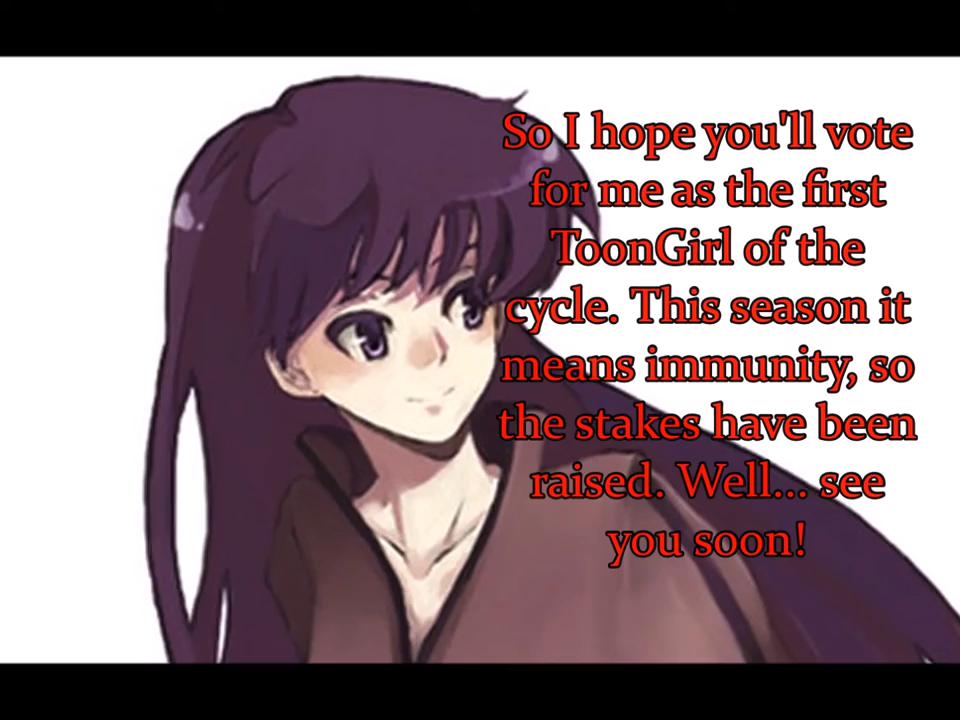 So I hope you'll vote
for me as the first
ToonGirl of the
cycle. This season it
means immunity, so
the stakes have been
raised. Well... see
you soon!